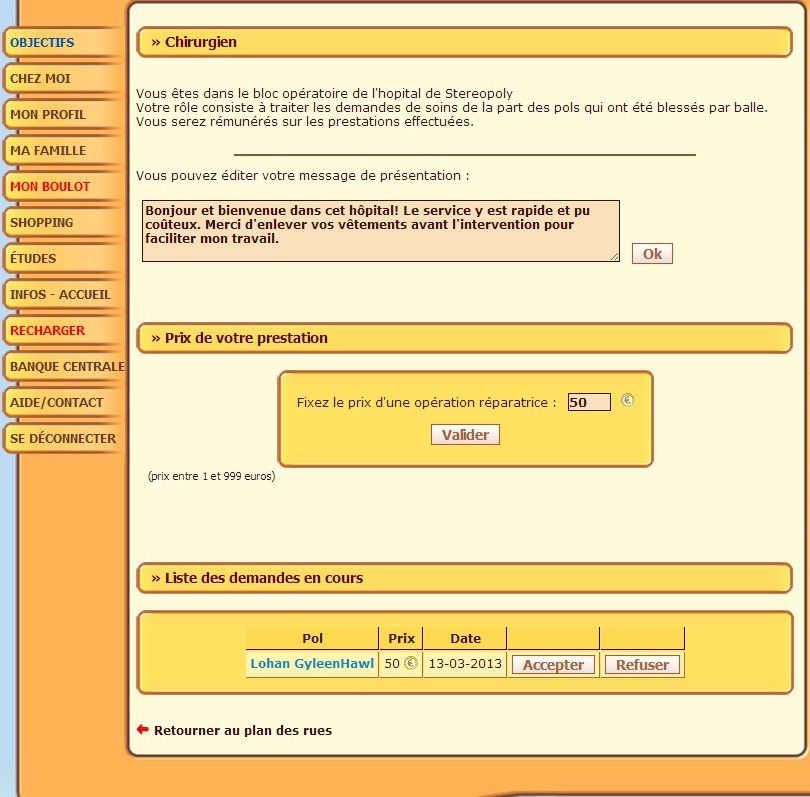 OBJECTIFS
CHEZ MOI
MON PROFIL
MA FAMILLE
MON BOULOT
SHOPPING
ÉTUDES
INFOS - ACCUEIL
RECHARGER
BANQUE CENTRALE
AIDE/CONTACT
SE DÉCONNECTER
» Chirurgien
Vous êtes dans le bloc opératoire de l'hopital de Stereopoly
Votre rôle consiste à traiter les demandes de soins de la part des pols qui ont été blessés par balle.
Vous serez rémunérés sur les prestations effectuées.
Vous pouvez éditer votre message de présentation :
Bonjour et bienvenue dans cet hôpital! Le service y est rapide et pu
coûteux. Merci d'enlever vos vêtements avant l'intervention pour
faciliter mon travail.
Ok
» Prix de votre prestation
Fixez le prix d'une opération réparatrice : 50 €
Valider
(prix entre 1 et 999 euros)
» Liste des demandes en cours
Pol Prix Date
Lohan GyleenHawl 50 € 13-03-2013 Accepter Refuser
Retourner au plan des rues